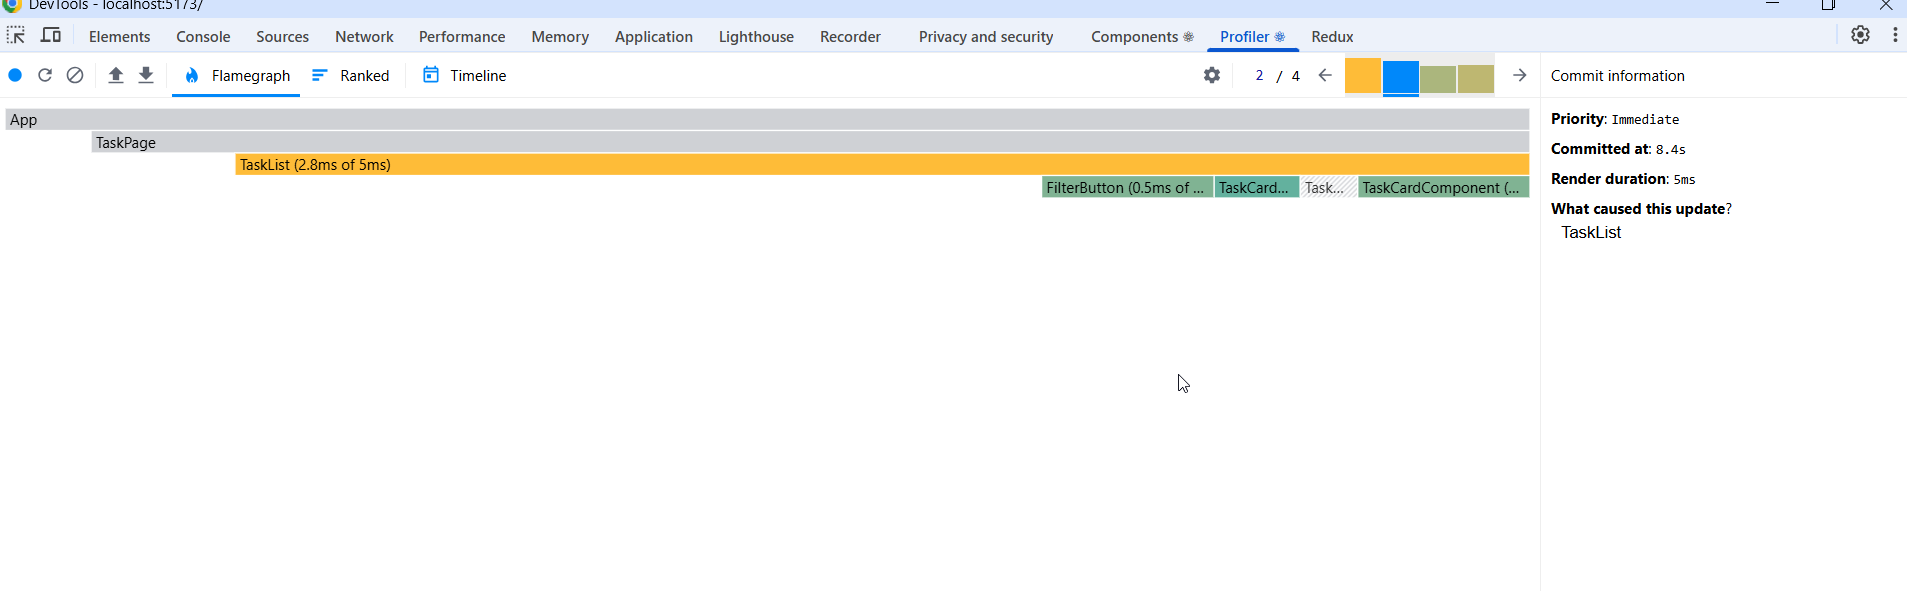 DevTools - localhost:5173/
Elements Console Sources Network Performance Memory Application Lighthouse Recorder Privacy and security Components Profiler Redux
Flamegraph Ranked Timeline 2 / 4 Commit information
App
TaskPage
TaskList (2.8ms of 5ms)
FilterButton (0.5ms of ... TaskCard... Task... TaskCardComponent (...
Priority: Immediate
Committed at: 8.4s
Render duration: 5ms
What caused this update?
TaskList